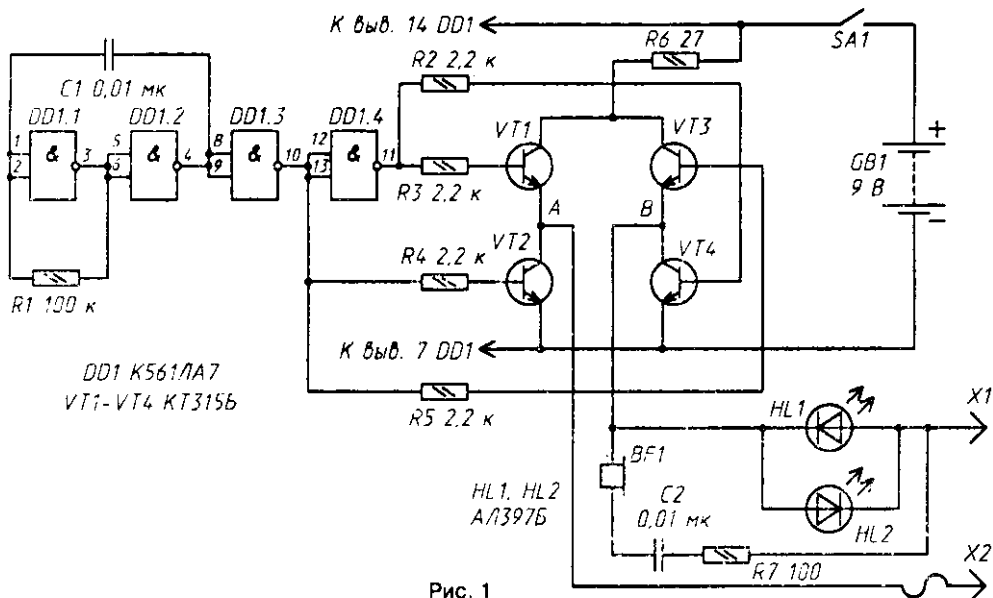 К выв. 14 DD1
SA1
R6 27
C1 0,01 мк
R2 2,2 к
DD1.1
DD1.2
DD1.3
DD1.4
VT1
VT3
1
2
&
3
5
6
&
4
8
9
&
10
12
13
&
11
R3 2,2 к
+
GB1
9 В
−
A
B
VT2
VT4
R4 2,2 к
R1 100 к
К выв. 7 DD1
DD1 К561ЛА7
VT1-VT4 КТ315Б
R5 2,2 к
HL1
X1
BF1
HL1, HL2
АЛ397Б
C2
0,01 мк
HL2
R7 100
X2
Рис. 1